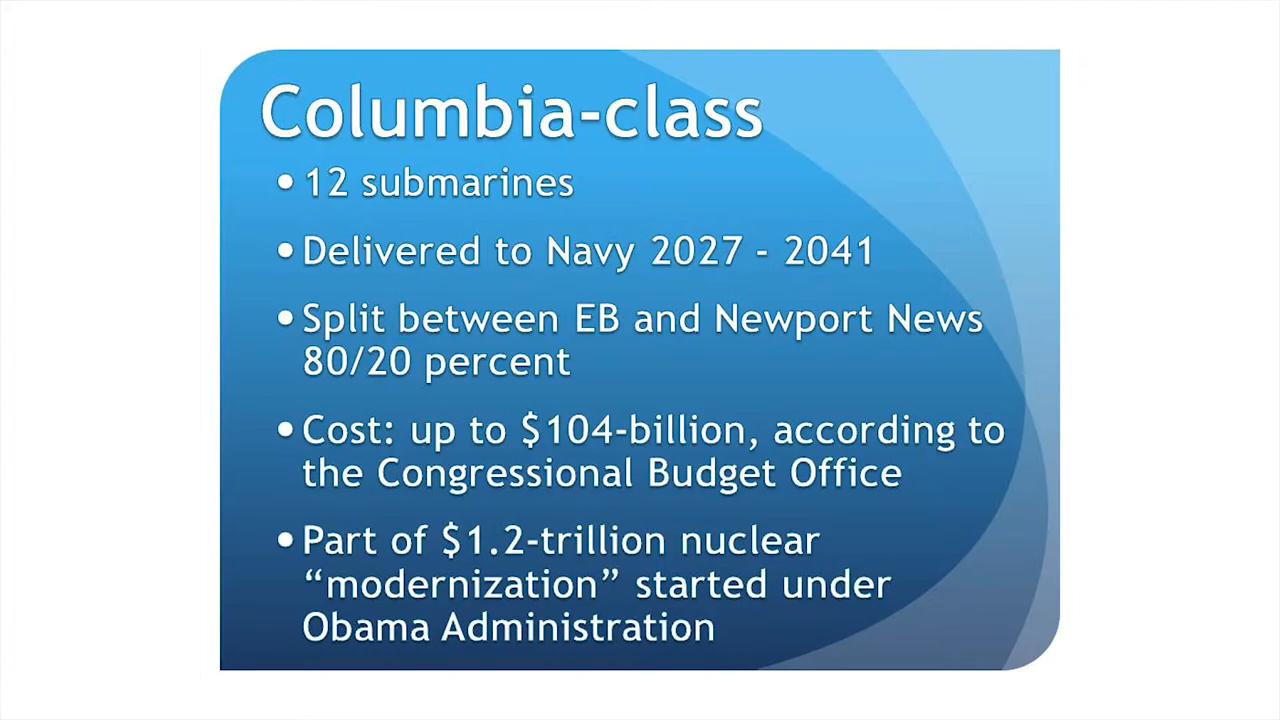 Columbia-class
• 12 submarines
• Delivered to Navy 2027 - 2041
• Split between EB and Newport News
80/20 percent
• Cost: up to $104-billion, according to
the Congressional Budget Office
• Part of $1.2-trillion nuclear
“modernization” started under
Obama Administration